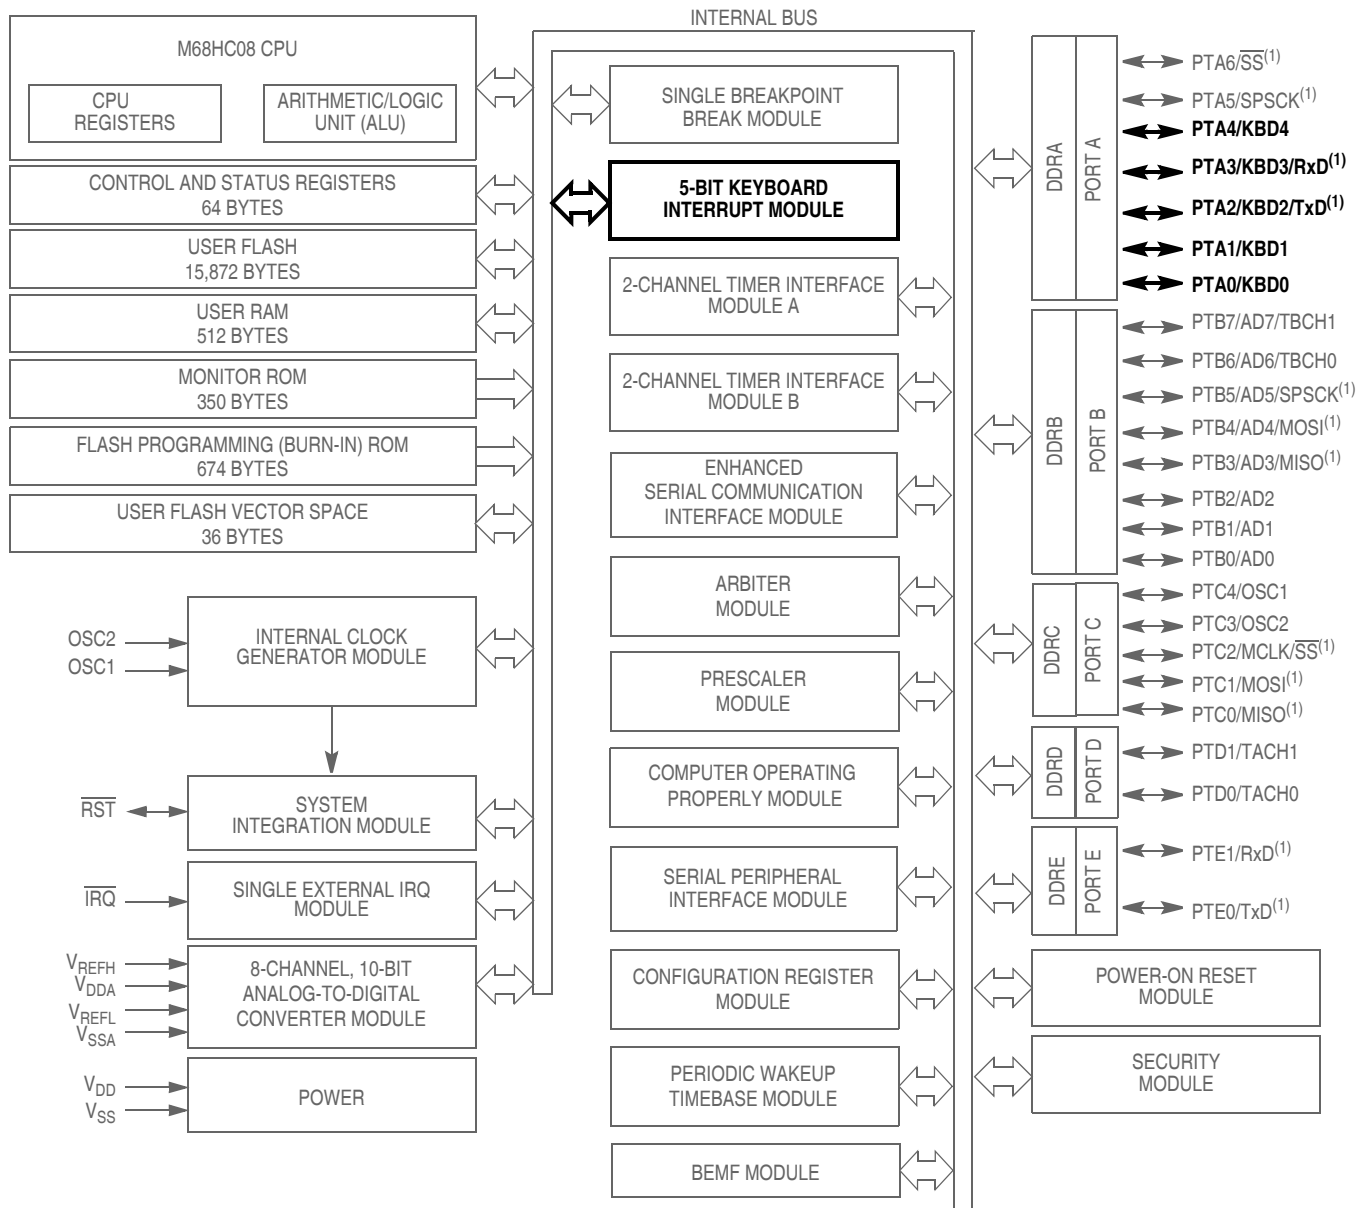 INTERNAL BUS
M68HC08 CPU
CPU
REGISTERS
ARITHMETIC/LOGIC
UNIT (ALU)
CONTROL AND STATUS REGISTERS
64 BYTES
USER FLASH
15,872 BYTES
USER RAM
512 BYTES
MONITOR ROM
350 BYTES
FLASH PROGRAMMING (BURN-IN) ROM
674 BYTES
USER FLASH VECTOR SPACE
36 BYTES
OSC2
OSC1
INTERNAL CLOCK
GENERATOR MODULE
R̅S̅T̅
SYSTEM
INTEGRATION MODULE
I̅R̅Q̅
SINGLE EXTERNAL IRQ
MODULE
V_REFH
V_DDA
V_REFL
V_SSA
8-CHANNEL, 10-BIT
ANALOG-TO-DIGITAL
CONVERTER MODULE
V_DD
V_SS
POWER
SINGLE BREAKPOINT
BREAK MODULE
5-BIT KEYBOARD
INTERRUPT MODULE
2-CHANNEL TIMER INTERFACE
MODULE A
2-CHANNEL TIMER INTERFACE
MODULE B
ENHANCED
SERIAL COMMUNICATION
INTERFACE MODULE
ARBITER
MODULE
PRESCALER
MODULE
COMPUTER OPERATING
PROPERLY MODULE
SERIAL PERIPHERAL
INTERFACE MODULE
CONFIGURATION REGISTER
MODULE
PERIODIC WAKEUP
TIMEBASE MODULE
BEMF MODULE
DDRA
PORT A
PTA6/S̅S̅(1)
PTA5/SPSCK(1)
PTA4/KBD4
PTA3/KBD3/RxD(1)
PTA2/KBD2/TxD(1)
PTA1/KBD1
PTA0/KBD0
DDRB
PORT B
PTB7/AD7/TBCH1
PTB6/AD6/TBCH0
PTB5/AD5/SPSCK(1)
PTB4/AD4/MOSI(1)
PTB3/AD3/MISO(1)
PTB2/AD2
PTB1/AD1
PTB0/AD0
DDRC
PORT C
PTC4/OSC1
PTC3/OSC2
PTC2/MCLK/S̅S̅(1)
PTC1/MOSI(1)
PTC0/MISO(1)
DDRD
PORT D
PTD1/TACH1
PTD0/TACH0
DDRE
PORT E
PTE1/RxD(1)
PTE0/TxD(1)
POWER-ON RESET
MODULE
SECURITY
MODULE